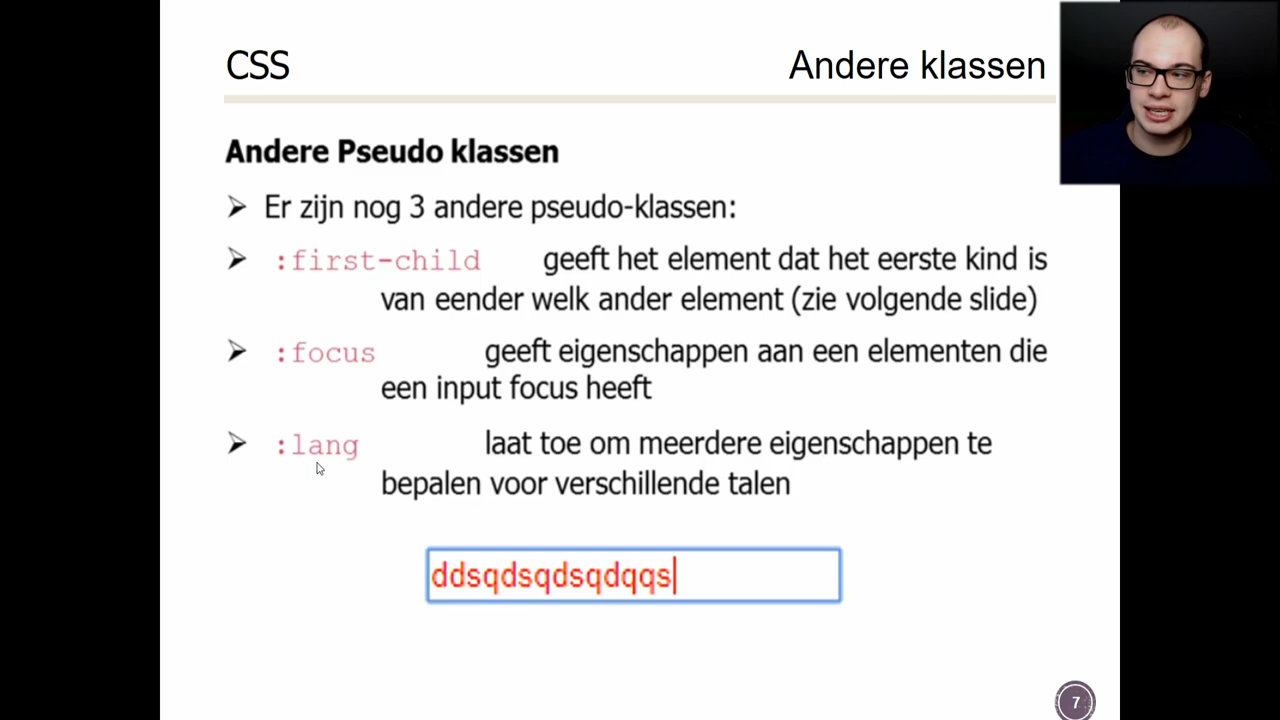 CSS
Andere klassen
Andere Pseudo klassen
Er zijn nog 3 andere pseudo-klassen:
:first-child geeft het element dat het eerste kind is
van eender welk ander element (zie volgende slide)
:focus geeft eigenschappen aan een elementen die
een input focus heeft
:lang laat toe om meerdere eigenschappen te
bepalen voor verschillende talen
ddsqdsqdsqdqqs
7